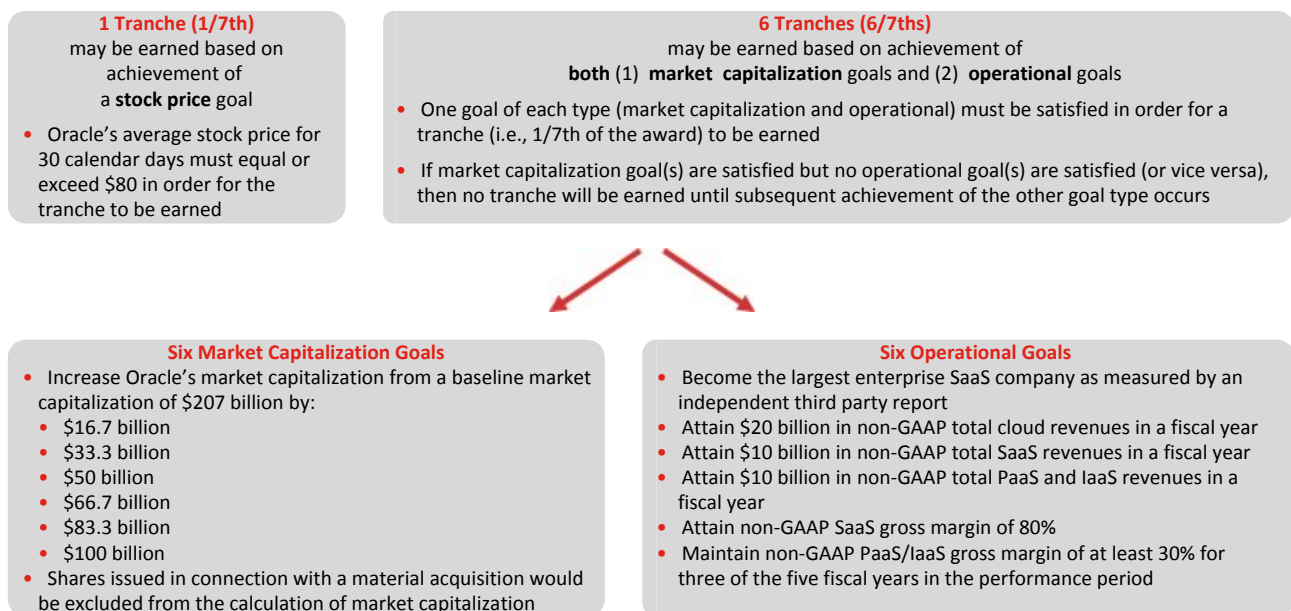 1 Tranche (1/7th)
may be earned based on
achievement of
a stock price goal
• Oracle's average stock price for
30 calendar days must equal or
exceed $80 in order for the
tranche to be earned
6 Tranches (6/7ths)
may be earned based on achievement of
both (1) market capitalization goals and (2) operational goals
• One goal of each type (market capitalization and operational) must be satisfied in order for a
tranche (i.e., 1/7th of the award) to be earned
• If market capitalization goal(s) are satisfied but no operational goal(s) are satisfied (or vice versa),
then no tranche will be earned until subsequent achievement of the other goal type occurs
Six Market Capitalization Goals
• Increase Oracle's market capitalization from a baseline market
capitalization of $207 billion by:
• $16.7 billion
• $33.3 billion
• $50 billion
• $66.7 billion
• $83.3 billion
• $100 billion
• Shares issued in connection with a material acquisition would
be excluded from the calculation of market capitalization
Six Operational Goals
• Become the largest enterprise SaaS company as measured by an
independent third party report
• Attain $20 billion in non-GAAP total cloud revenues in a fiscal year
• Attain $10 billion in non-GAAP total SaaS revenues in a fiscal year
• Attain $10 billion in non-GAAP total PaaS and IaaS revenues in a
fiscal year
• Attain non-GAAP SaaS gross margin of 80%
• Maintain non-GAAP PaaS/IaaS gross margin of at least 30% for
three of the five fiscal years in the performance period